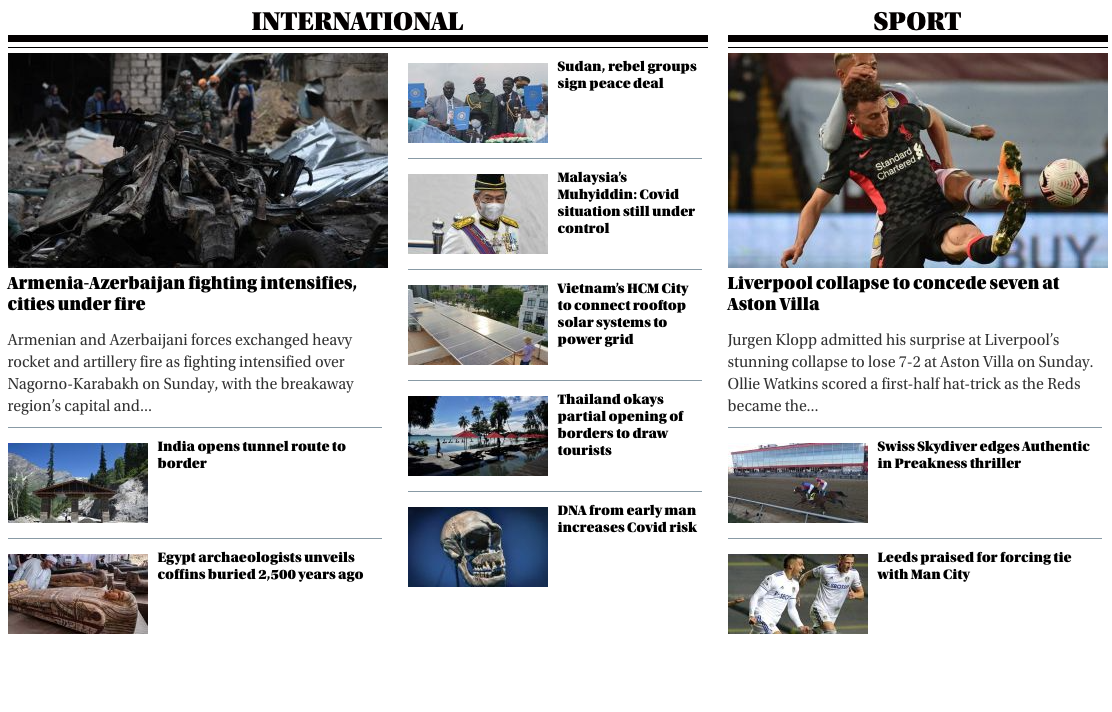 INTERNATIONAL
Armenia-Azerbaijan fighting intensifies,
cities under fire
Armenian and Azerbaijani forces exchanged heavy
rocket and artillery fire as fighting intensified over
Nagorno-Karabakh on Sunday, with the breakaway
region’s capital and...
India opens tunnel route to
border
Egypt archaeologists unveils
coffins buried 2,500 years ago
Sudan, rebel groups
sign peace deal
Malaysia’s
Muhyiddin: Covid
situation still under
control
Vietnam’s HCM City
to connect rooftop
solar systems to
power grid
Thailand okays
partial opening of
borders to draw
tourists
DNA from early man
increases Covid risk
SPORT
Standard
Chartered
BUY
Liverpool collapse to concede seven at
Aston Villa
Jurgen Klopp admitted his surprise at Liverpool’s
stunning collapse to lose 7-2 at Aston Villa on Sunday.
Ollie Watkins scored a first-half hat-trick as the Reds
became the...
Swiss Skydiver edges Authentic
in Preakness thriller
Leeds praised for forcing tie
with Man City